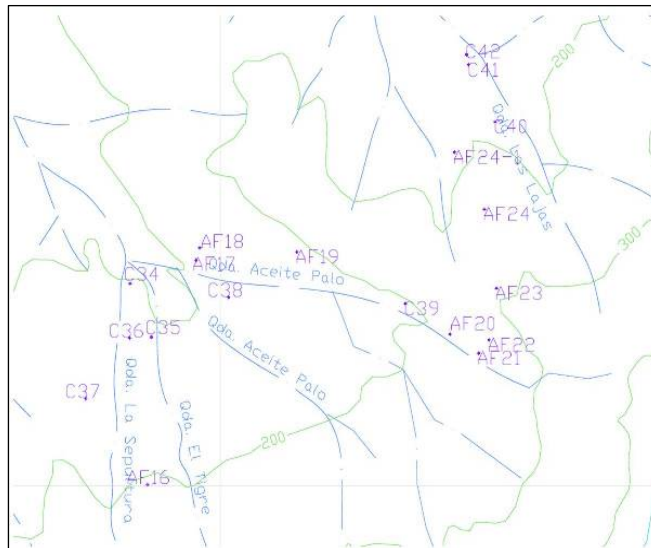 C42
C41
200
C40
Qda. Las Lajas
AF24-1
AF24
300
AF18
AF17
AF19
Qda. Aceite Palo
C34
C38
AF23
C39
AF20
C36
C35
AF22
AF21
Qda. Aceite Palo
C37
Qda. La Sepultura
Qda. El Tigre
200
AF16